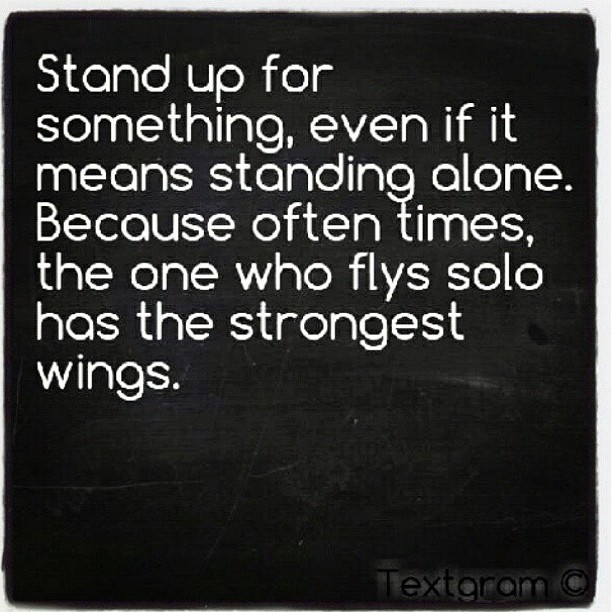 Stand up for
something, even if it
means standing alone.
Because often times,
the one who flys solo
has the strongest
wings.
Textgram ©